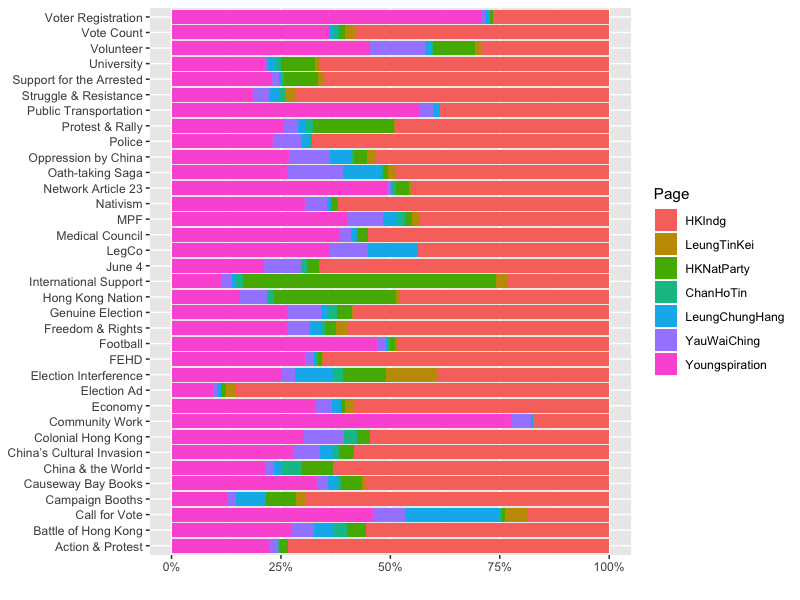 Voter Registration
Vote Count
Volunteer
University
Support for the Arrested
Struggle & Resistance
Public Transportation
Protest & Rally
Police
Oppression by China
Oath-taking Saga
Network Article 23
Nativism
MPF
Medical Council
LegCo
June 4
International Support
Hong Kong Nation
Genuine Election
Freedom & Rights
Football
FEHD
Election Interference
Election Ad
Economy
Community Work
Colonial Hong Kong
China's Cultural Invasion
China & the World
Causeway Bay Books
Campaign Booths
Call for Vote
Battle of Hong Kong
Action & Protest
0% 25% 50% 75% 100%
Page
HKIndg
LeungTinKei
HKNatParty
ChanHoTin
LeungChungHang
YauWaiChing
Youngspiration